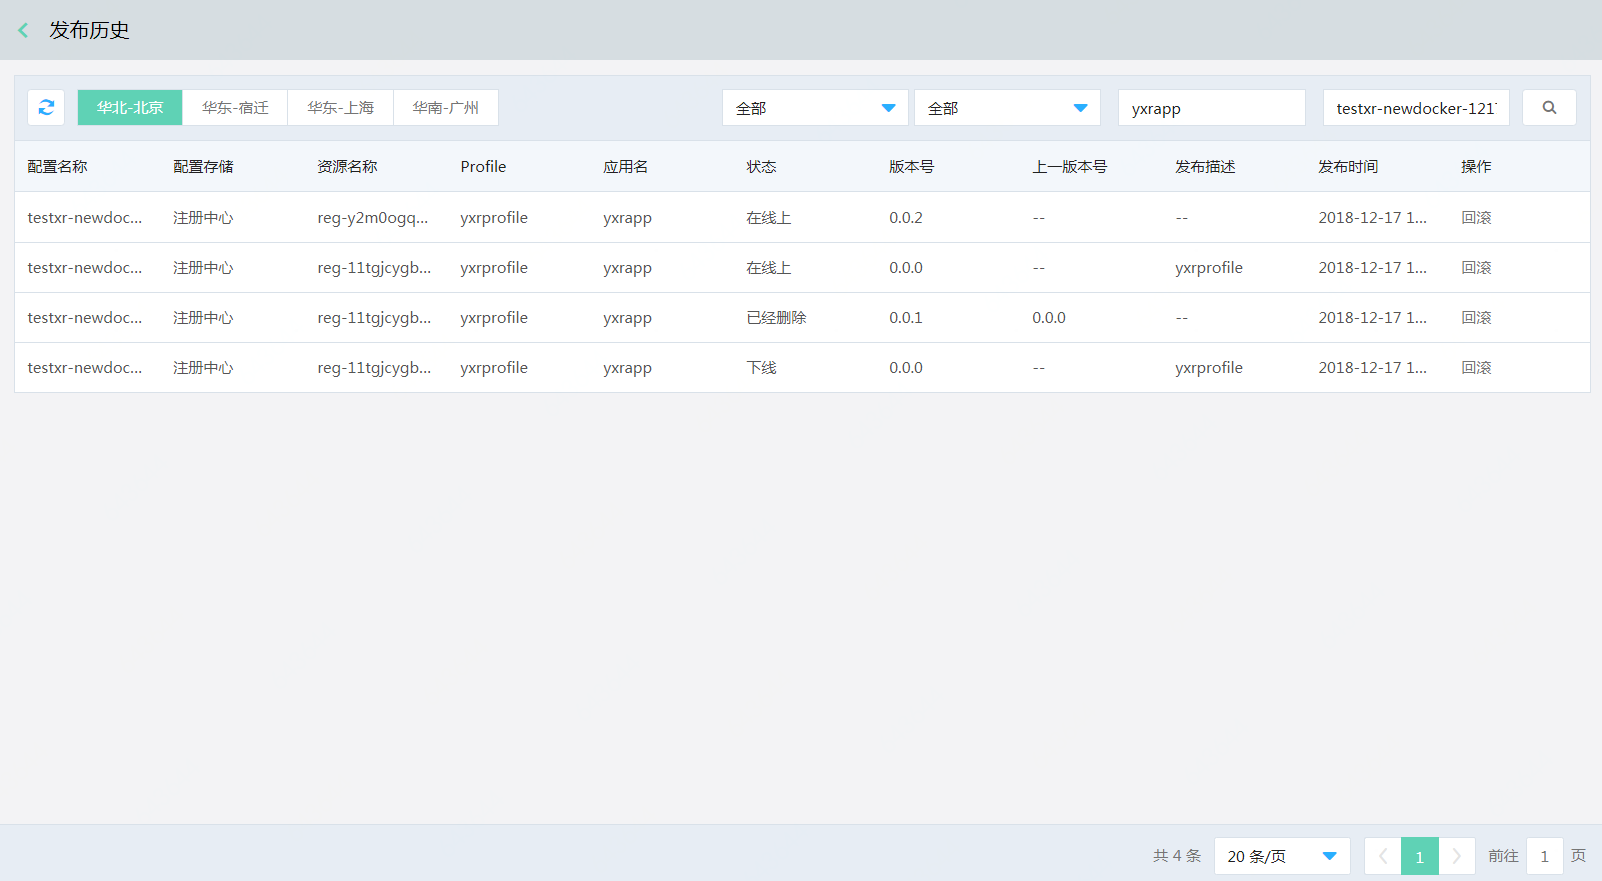 发布历史
华北-北京 华东-宿迁 华东-上海 华南-广州 全部 全部 yxrapp testxr-newdocker-121
配置名称 配置存储 资源名称 Profile 应用名 状态 版本号 上一版本号 发布描述 发布时间 操作
testxr-newdoc... 注册中心 reg-y2m0ogq... yxrprofile yxrapp 在线上 0.0.2 -- -- 2018-12-17 1... 回滚
testxr-newdoc... 注册中心 reg-11tgjcygb... yxrprofile yxrapp 在线上 0.0.0 -- yxrprofile 2018-12-17 1... 回滚
testxr-newdoc... 注册中心 reg-11tgjcygb... yxrprofile yxrapp 已经删除 0.0.1 0.0.0 -- 2018-12-17 1... 回滚
testxr-newdoc... 注册中心 reg-11tgjcygb... yxrprofile yxrapp 下线 0.0.0 -- yxrprofile 2018-12-17 1... 回滚
共 4 条 20 条/页 1 前往 1 页